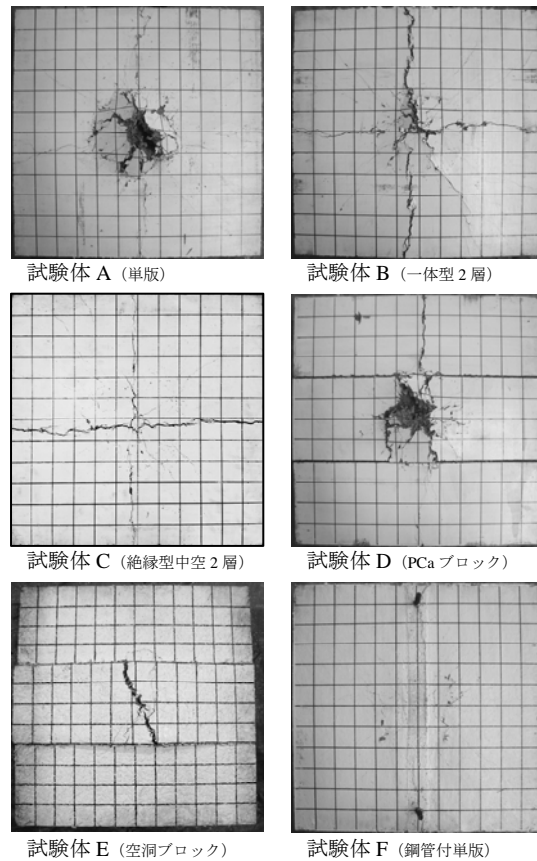 試験体 A（単版）
試験体 B（一体型 2 層）
試験体 C（絶縁型中空 2 層）
試験体 D（PCa ブロック）
試験体 E（空洞ブロック）
試験体 F（鋼管付単版）